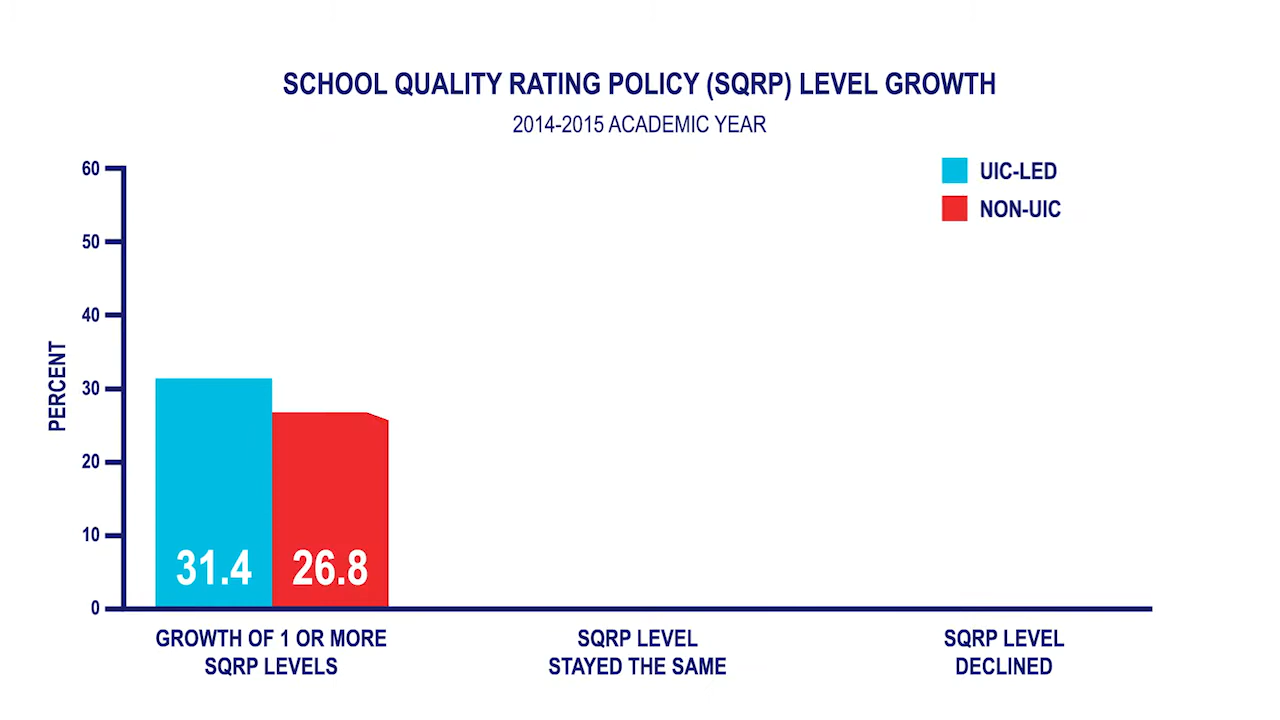 SCHOOL QUALITY RATING POLICY (SQRP) LEVEL GROWTH
2014-2015 ACADEMIC YEAR
UIC-LED
NON-UIC
PERCENT
60
50
40
30
20
10
0
31.4
26.8
GROWTH OF 1 OR MORE
SQRP LEVELS
SQRP LEVEL
STAYED THE SAME
SQRP LEVEL
DECLINED